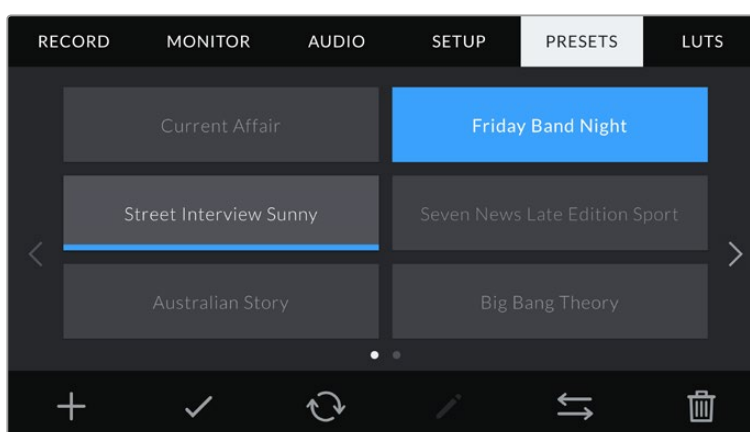 RECORD MONITOR AUDIO SETUP PRESETS LUTS
Current Affair Friday Band Night
Street Interview Sunny Seven News Late Edition Sport
Australian Story Big Bang Theory